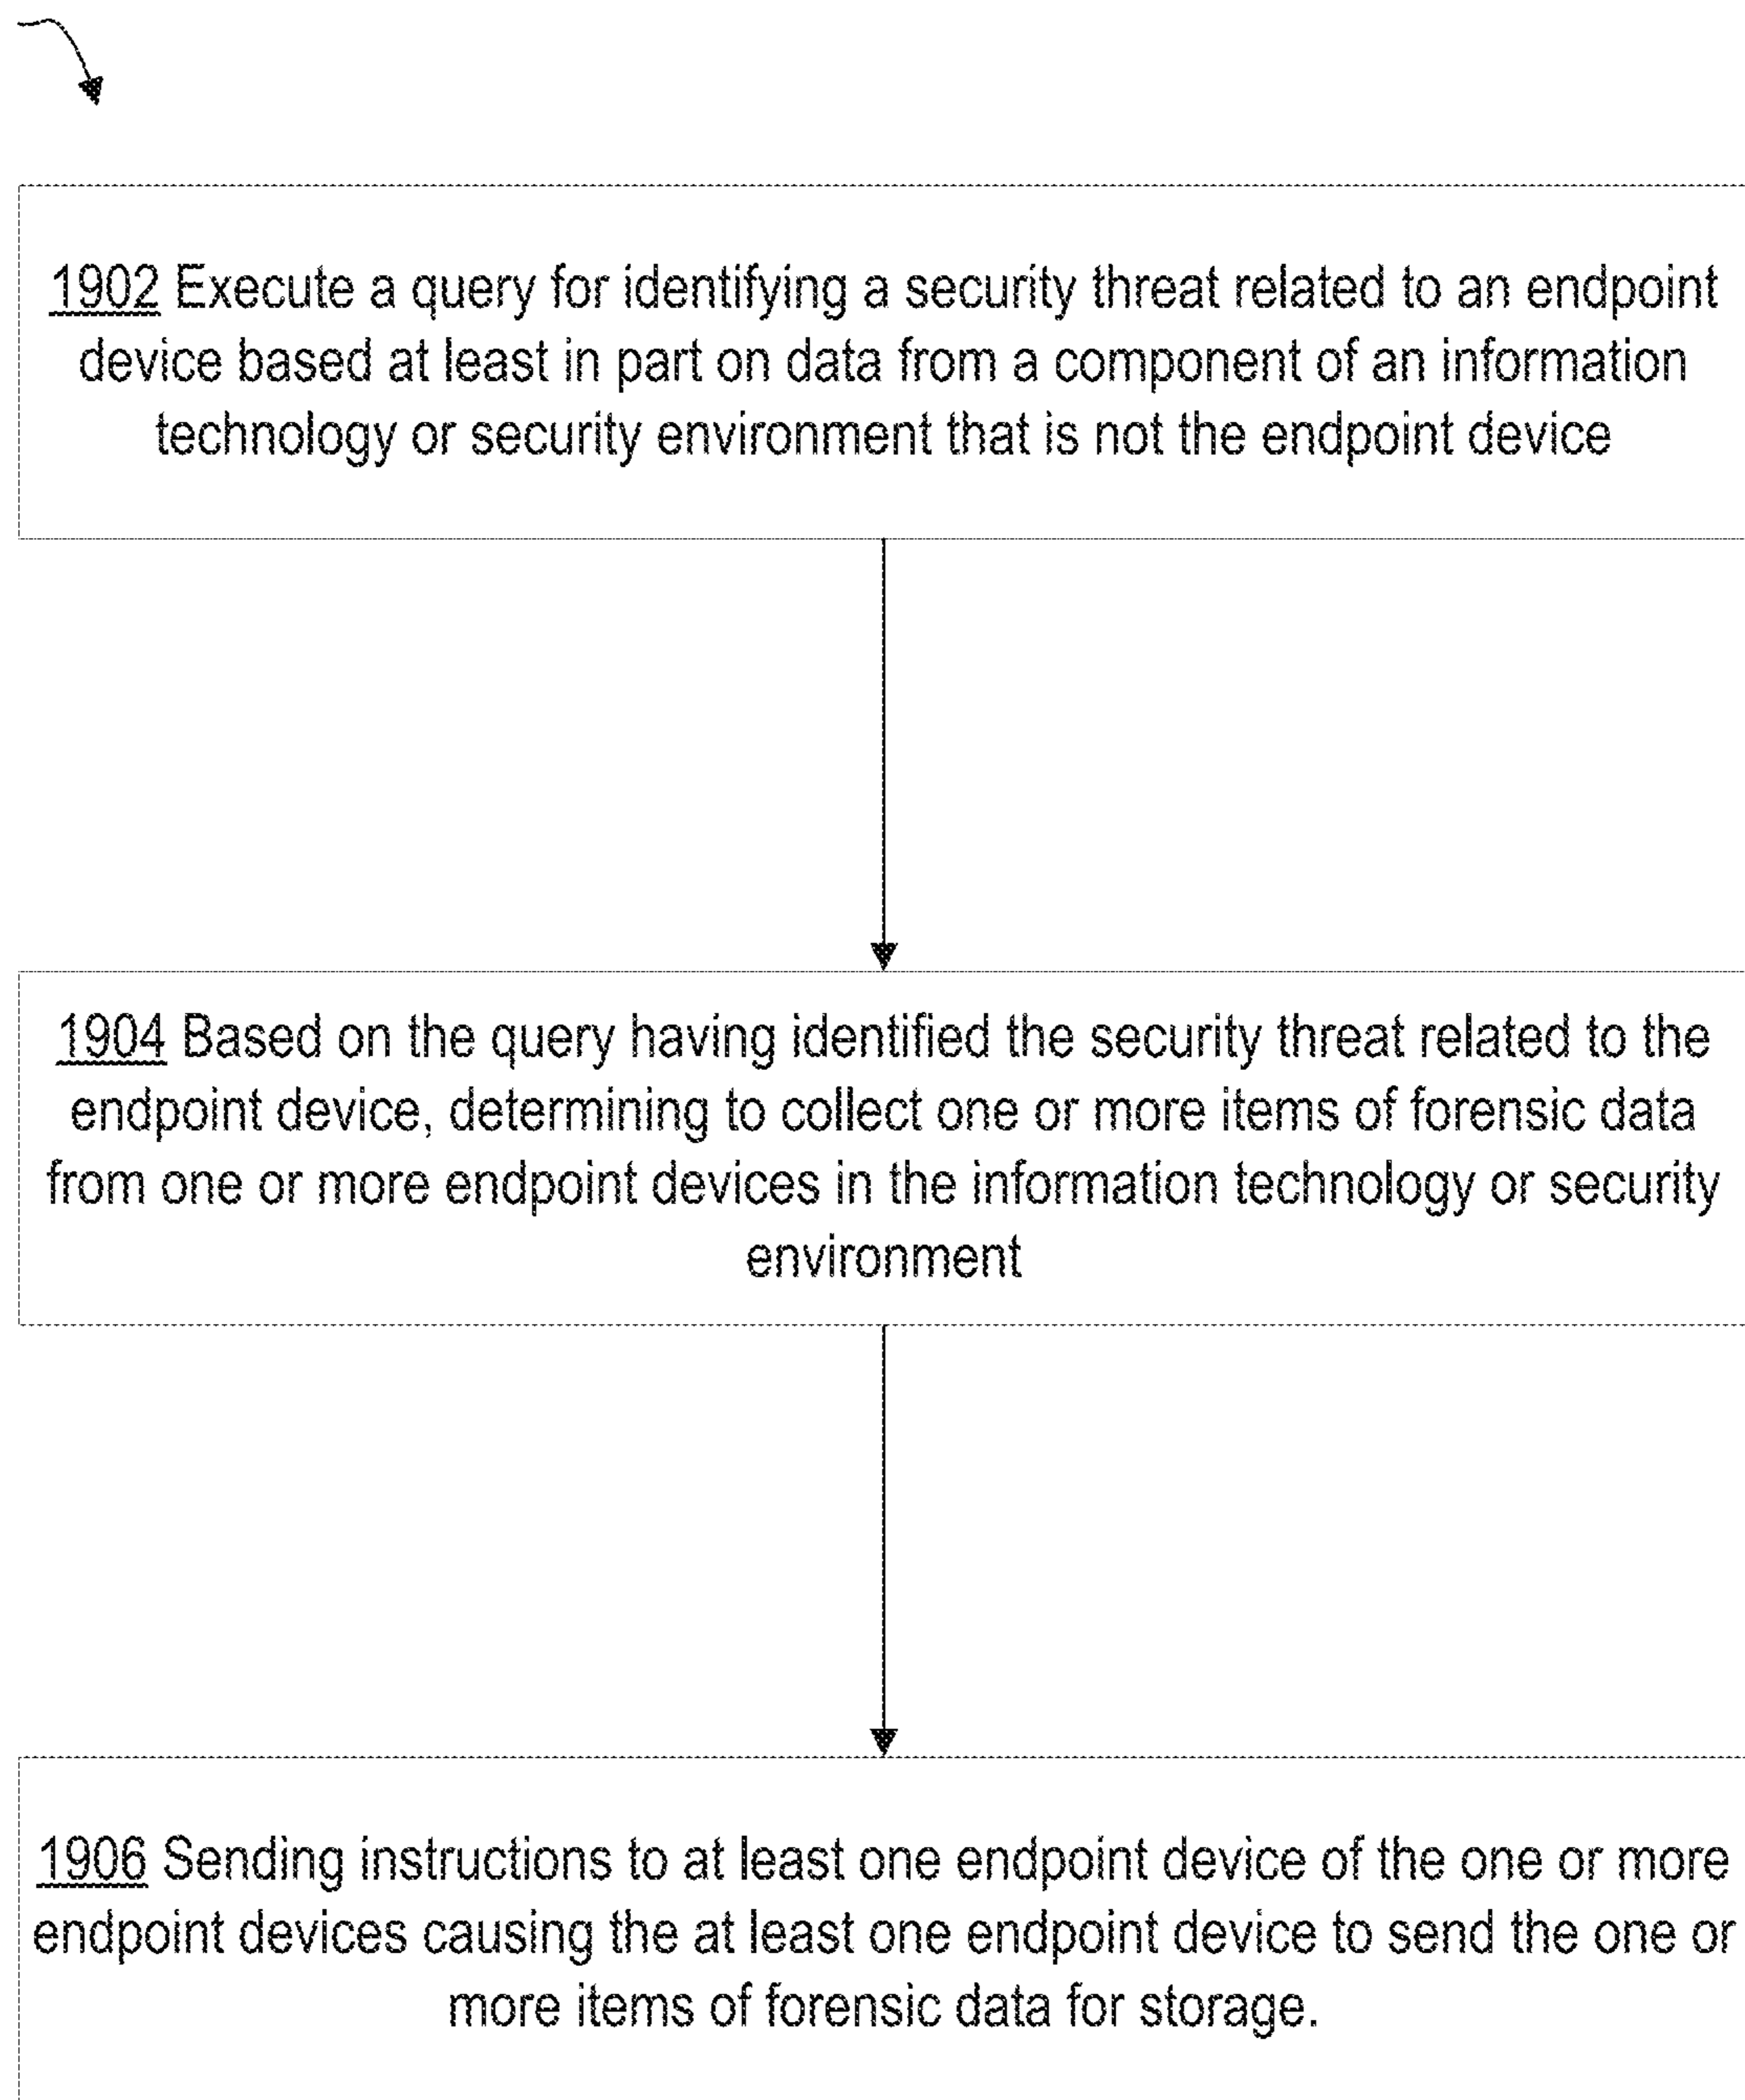 1902 Execute a query for identifying a security threat related to an endpoint
device based at least in part on data from a component of an information
technology or security environment that is not the endpoint device
1904 Based on the query having identified the security threat related to the
endpoint device, determining to collect one or more items of forensic data
from one or more endpoint devices in the information technology or security
environment
1906 Sending instructions to at least one endpoint device of the one or more
endpoint devices causing the at least one endpoint device to send the one or
more items of forensic data for storage.